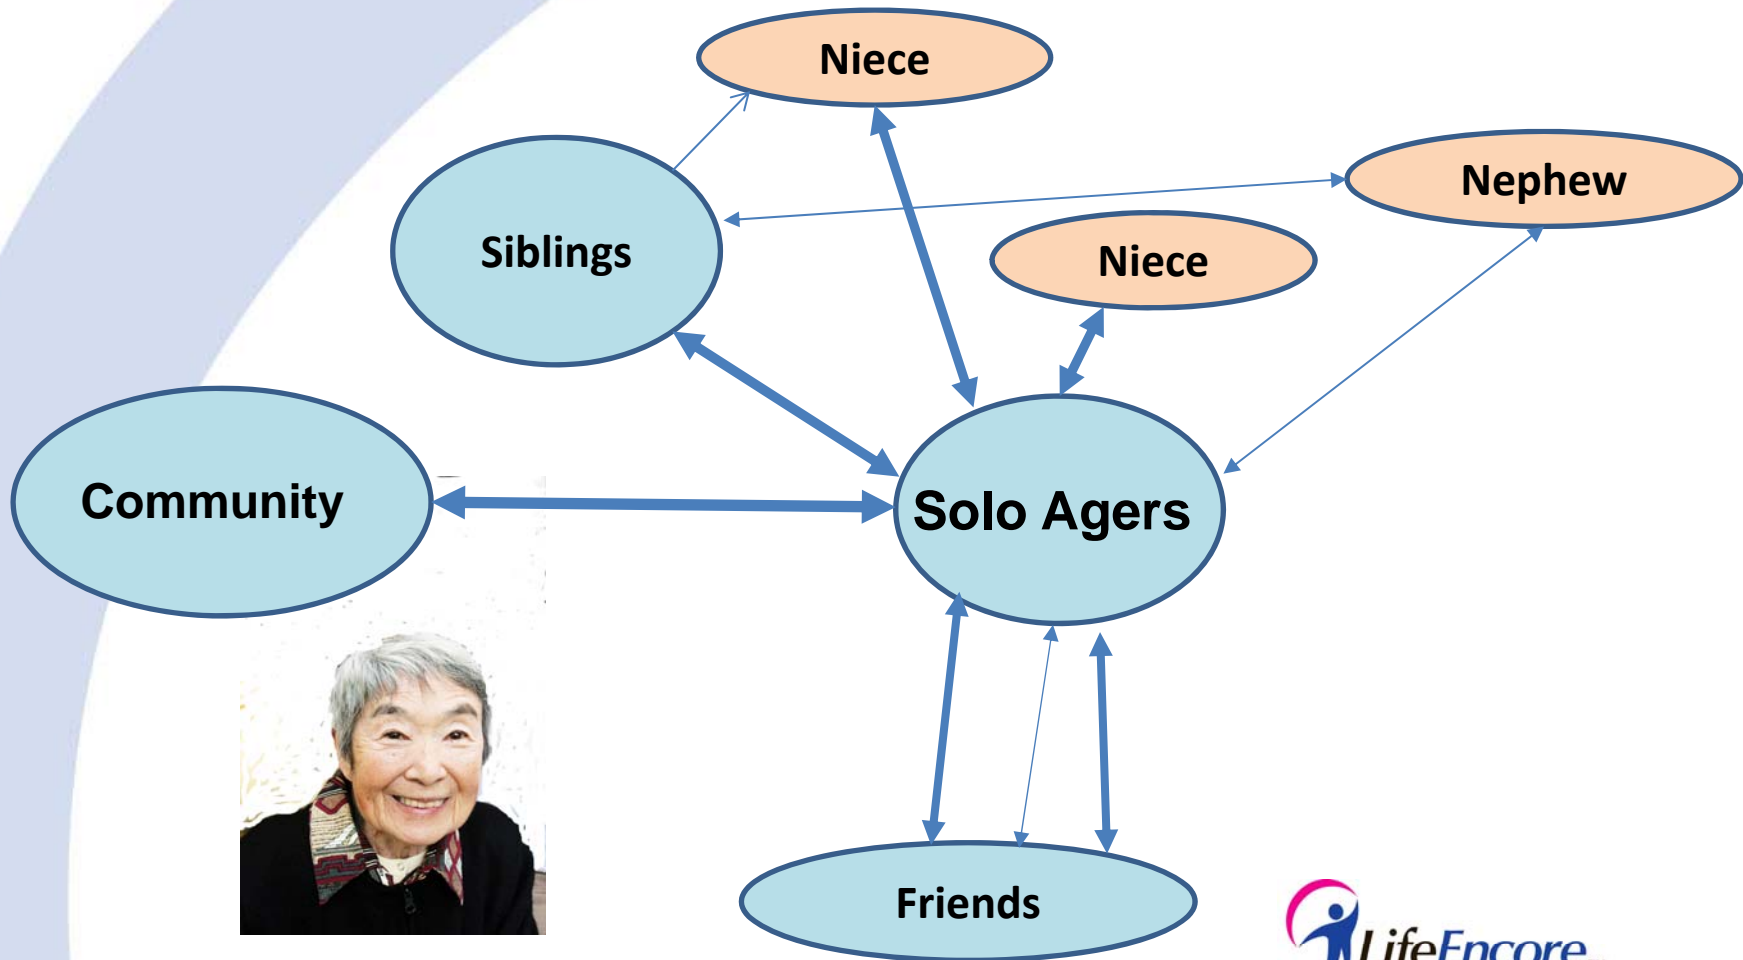 Niece
Nephew
Siblings
Niece
Community
Solo Agers
Friends
LifeEncore